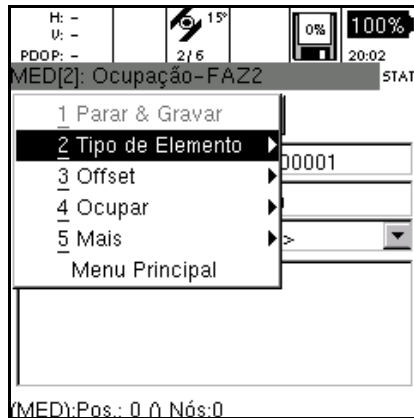 H: -
V: -
PDOP: -
15°
2/6
0%
100%
20:02
MED[2]: Ocupação-FAZ2
STAT
1 Parar & Gravar
2 Tipo de Elemento
3 Offset
4 Ocupar
5 Mais
Menu Principal
00001
>
(MED):Pos.: 0 ∩ Nós:0